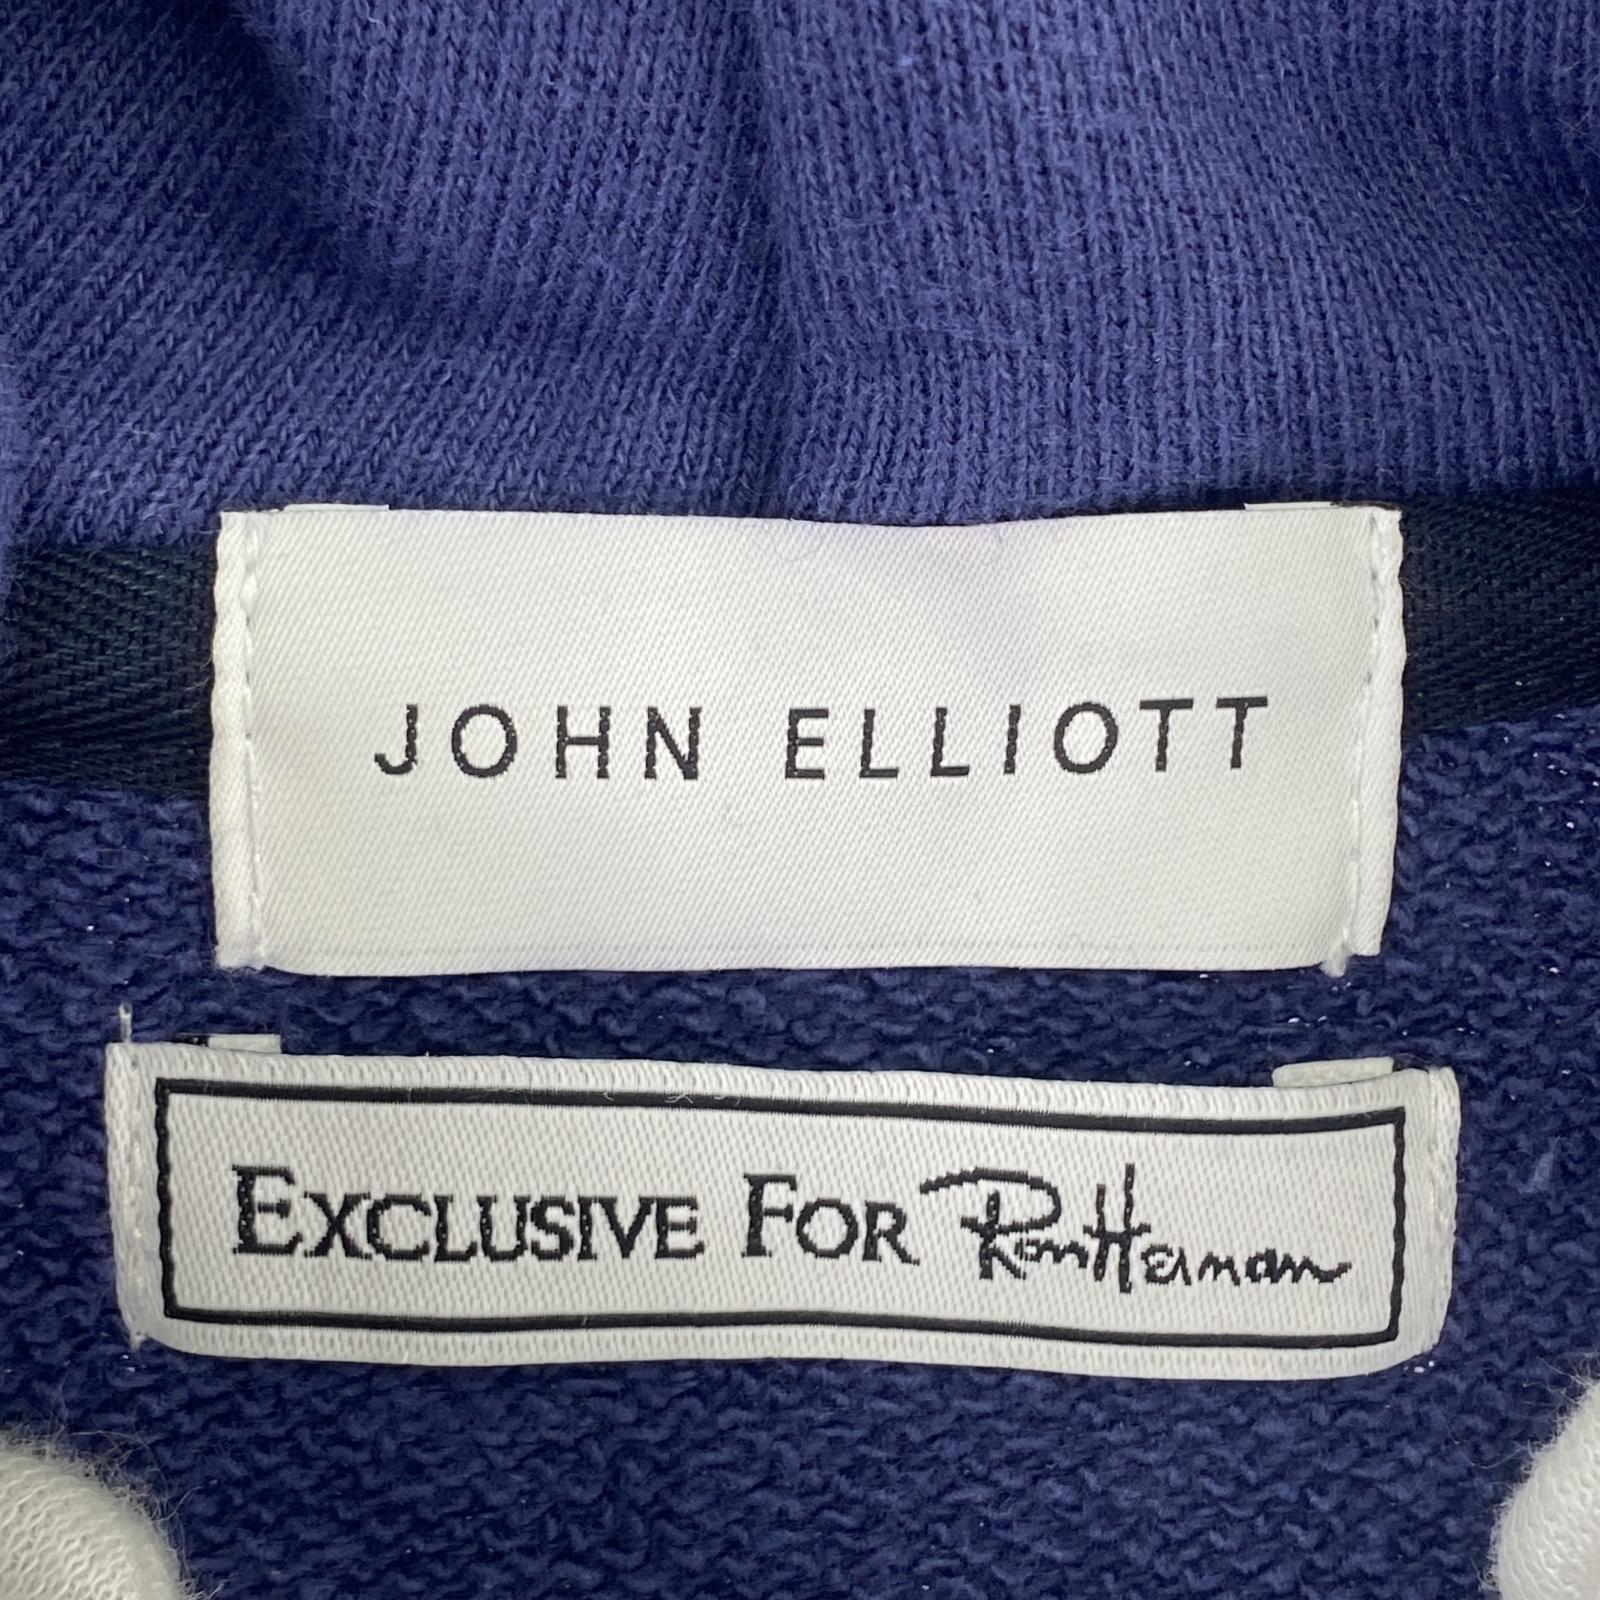 JOHN ELLIOTT
EXCLUSIVE FOR Ron Herman